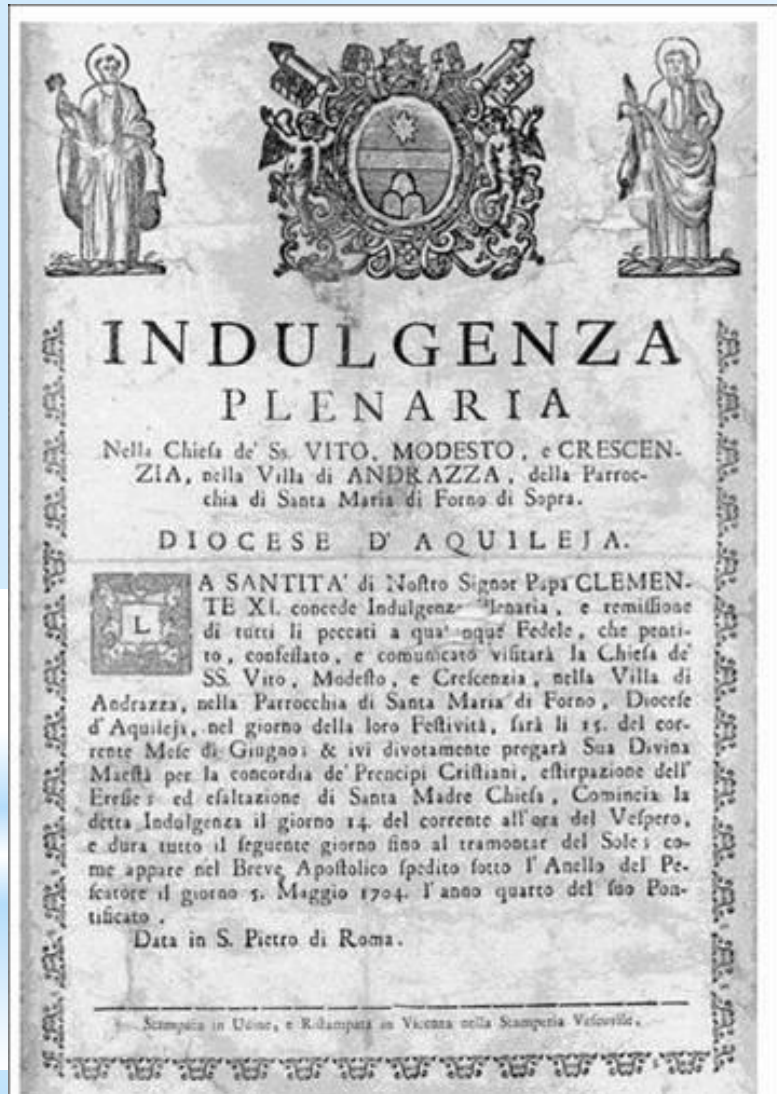 INDULGENZA
PLENARIA
Nella Chieſa de' Ss. VITO, MODESTO, e CRESCEN-
ZIA, nella Villa di ANDRAZZA, della Parroc-
chia di Santa Maria di Forno di Sopra.
DIOCESE D' AQUILEJA.
LA SANTITA' di Noſtro Signor Papa CLEMEN-
TE XI. concede Indulgenza Plenaria, e remiſſione
di tutti li peccati a qualunque Fedele, che penti-
to, confeſſato, e comunicato viſitarà la Chieſa de'
SS. Vito, Modeſto, e Creſcenzia, nella Villa di
Andrazza, nella Parrocchia di Santa Maria di Forno, Dioceſe
d'Aquileja, nel giorno della loro Feſtività, ſarà li 15. del cor-
rente Meſe di Giugno; & ivi divotamente pregarà Sua Divina
Maeſtà per la concordia de' Prencipi Criſtiani, eſtirpazione dell'
Ereſie; ed eſaltazione di Santa Madre Chieſa, Comincia la
detta Indulgenza il giorno 14. del corrente all'ora del Veſpero,
e dura tutto il ſeguente giorno fino al tramontar del Sole; co-
me appare nel Breve Apoſtolico ſpedito ſotto l'Anello del Pe-
ſcatore il giorno 5. Maggio 1704. l'anno quarto del ſuo Pon-
tificato.
Data in S. Pietro di Roma.
Stampata in Udine, e Riſtampata in Vicenza nella Stamperia Veſcovile.